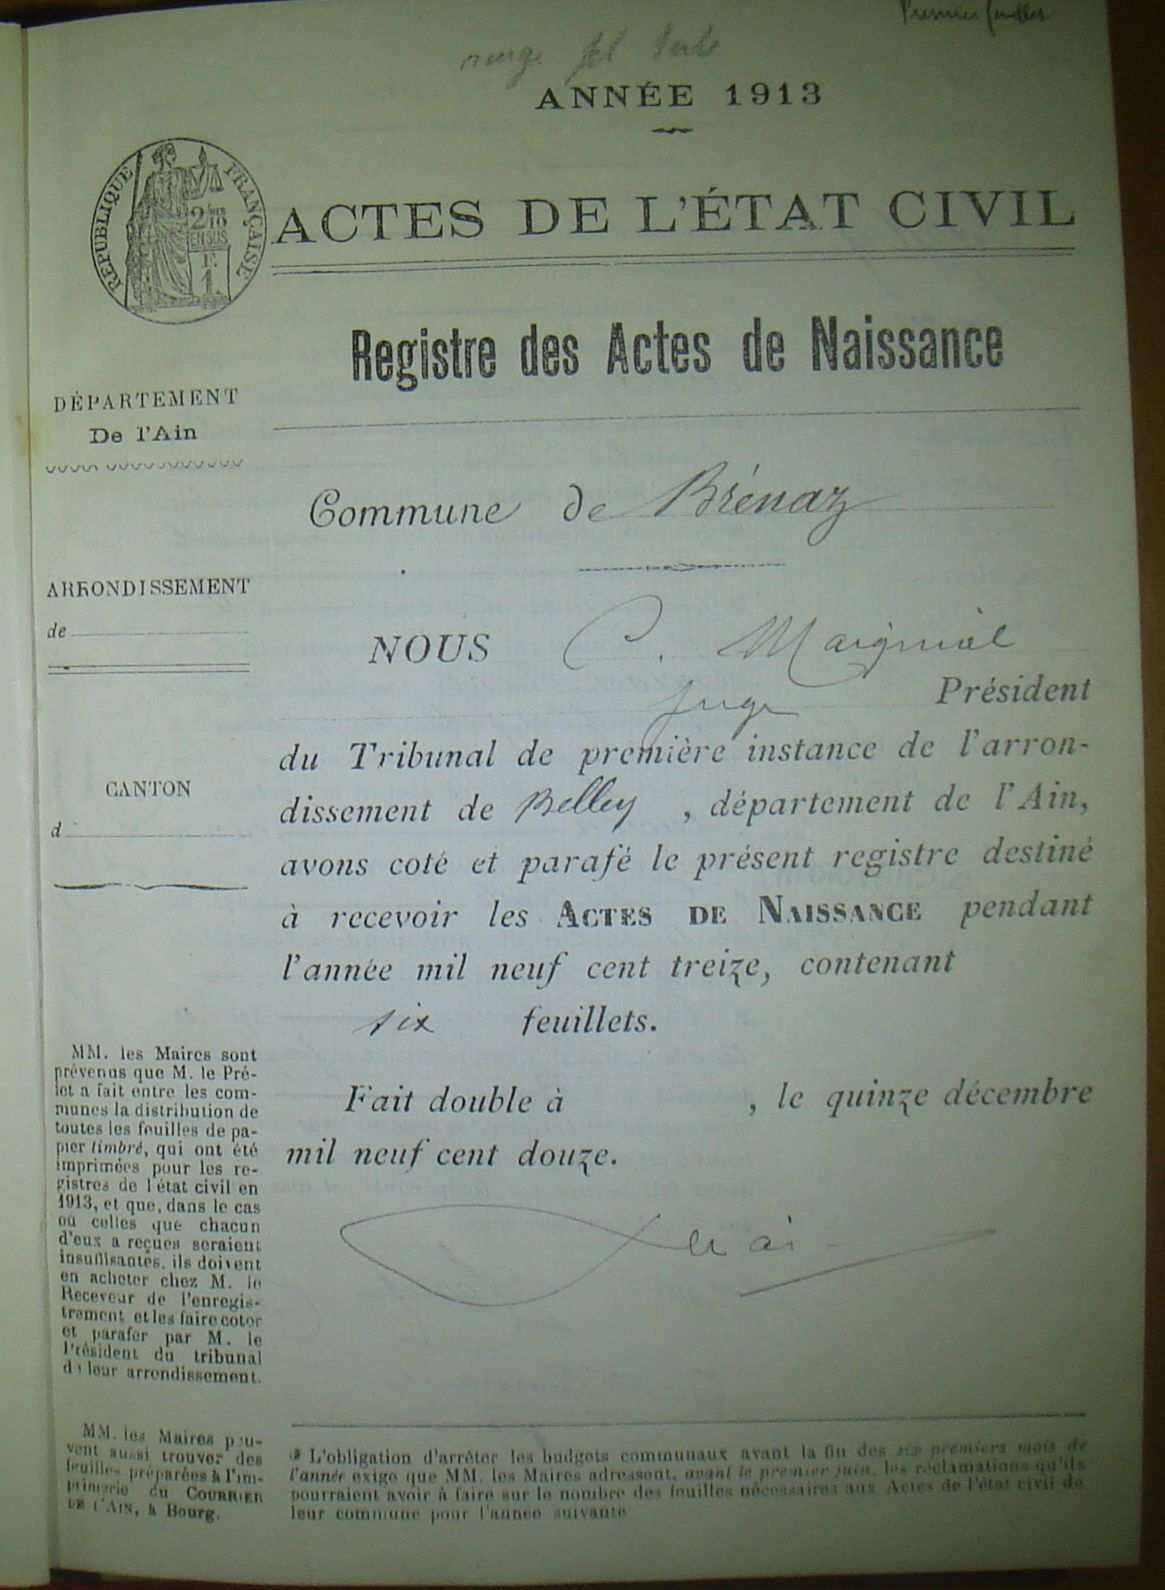 Premier feuillet
ANNÉE 1913
RÉPUBLIQUE FRANÇAISE
ACTES DE L'ÉTAT CIVIL
Registre des Actes de Naissance
DÉPARTEMENT
De l'Ain
Commune de Brénaz
ARRONDISSEMENT
de
NOUS C. Maignial
Juge Président
du Tribunal de première instance de l'arron-
CANTON
d
dissement de Belley, département de l'Ain,
avons coté et parafé le présent registre destiné
à recevoir les ACTES DE NAISSANCE pendant
l'année mil neuf cent treize, contenant
six feuillets.
Fait double à , le quinze décembre
mil neuf cent douze.
MM. les Maires sont
prévenus que M. le Pré-
fet a fait entre les com-
munes la distribution de
toutes les feuilles de pa-
pier timbré, qui ont été
imprimées pour les re-
gistres de l'état civil en
1913, et que, dans le cas
où celles que chacun
d'eux a reçues seraient
insuffisantes, ils doivent
en acheter chez M. le
Receveur de l'enregis-
trement et les faire coter
et parafer par M. le
Président du tribunal
de leur arrondissement.
MM. les Maires peu-
vent aussi trouver des
feuilles préparées à l'im-
primerie du COURRIER
DE L'AIN, à Bourg.
L'obligation d'arrêter les budgets communaux avant la fin des six premiers mois de
l'année exige que MM. les Maires adressent, avant le premier juin, les réclamations qu'ils
pourraient avoir à faire sur le nombre des feuilles nécessaires aux Actes de l'état civil de
leur commune pour l'année suivante